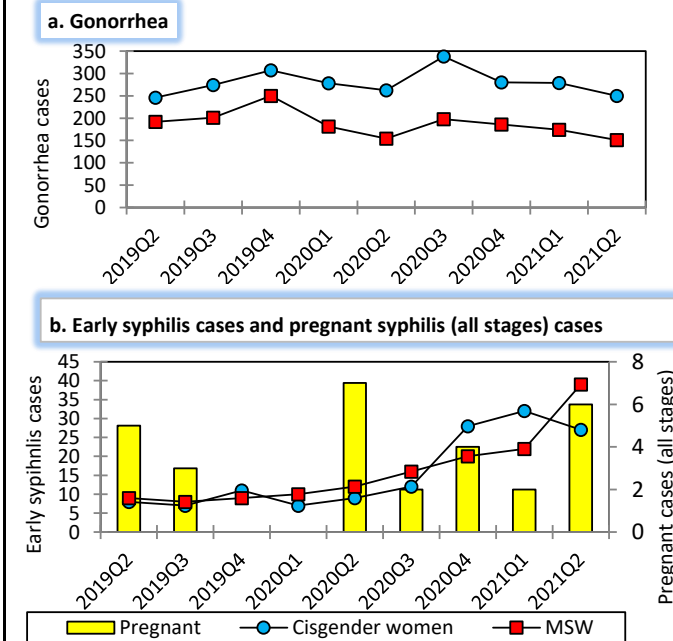 a. Gonorrhea
Gonorrhea cases
350
300
250
200
150
100
50
0
2019Q2
2019Q3
2019Q4
2020Q1
2020Q2
2020Q3
2020Q4
2021Q1
2021Q2
b. Early syphilis cases and pregnant syphilis (all stages) cases
Early sypihnlis cases
45
40
35
30
25
20
15
10
5
0
8
6
4
2
0
Pregnant cases (all stages)
2019Q2
2019Q3
2019Q4
2020Q1
2020Q2
2020Q3
2020Q4
2021Q1
2021Q2
Pregnant
Cisgender women
MSW